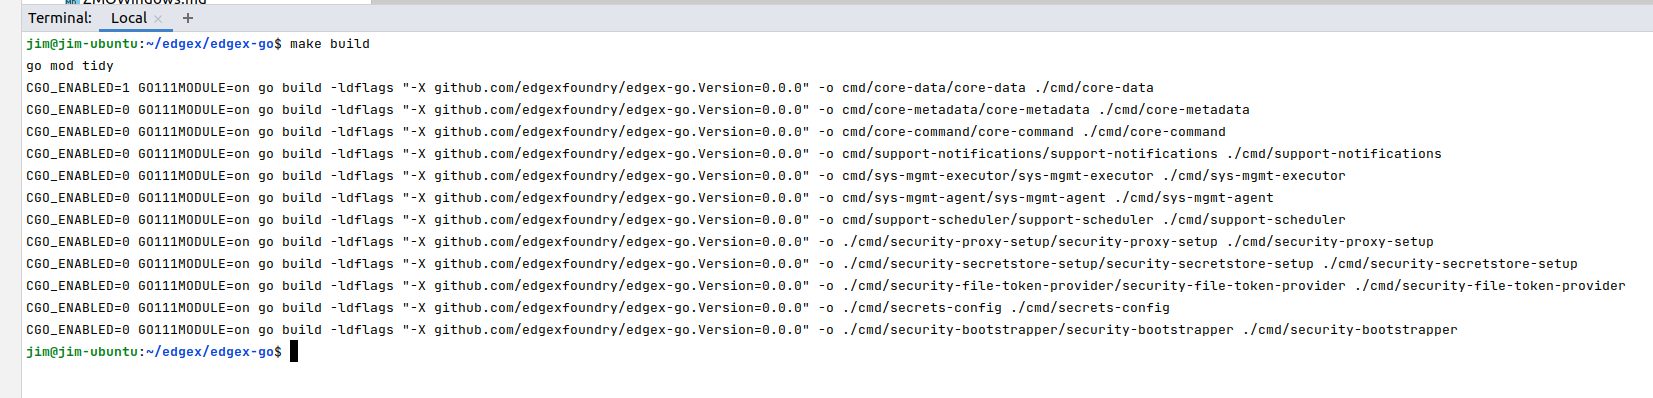 ZMQWindows.md
Terminal: Local × +
jim@jim-ubuntu:~/edgex/edgex-go$ make build
go mod tidy
CGO_ENABLED=1 GO111MODULE=on go build -ldflags "-X github.com/edgexfoundry/edgex-go.Version=0.0.0" -o cmd/core-data/core-data ./cmd/core-data
CGO_ENABLED=0 GO111MODULE=on go build -ldflags "-X github.com/edgexfoundry/edgex-go.Version=0.0.0" -o cmd/core-metadata/core-metadata ./cmd/core-metadata
CGO_ENABLED=0 GO111MODULE=on go build -ldflags "-X github.com/edgexfoundry/edgex-go.Version=0.0.0" -o cmd/core-command/core-command ./cmd/core-command
CGO_ENABLED=0 GO111MODULE=on go build -ldflags "-X github.com/edgexfoundry/edgex-go.Version=0.0.0" -o cmd/support-notifications/support-notifications ./cmd/support-notifications
CGO_ENABLED=0 GO111MODULE=on go build -ldflags "-X github.com/edgexfoundry/edgex-go.Version=0.0.0" -o cmd/sys-mgmt-executor/sys-mgmt-executor ./cmd/sys-mgmt-executor
CGO_ENABLED=0 GO111MODULE=on go build -ldflags "-X github.com/edgexfoundry/edgex-go.Version=0.0.0" -o cmd/sys-mgmt-agent/sys-mgmt-agent ./cmd/sys-mgmt-agent
CGO_ENABLED=0 GO111MODULE=on go build -ldflags "-X github.com/edgexfoundry/edgex-go.Version=0.0.0" -o cmd/support-scheduler/support-scheduler ./cmd/support-scheduler
CGO_ENABLED=0 GO111MODULE=on go build -ldflags "-X github.com/edgexfoundry/edgex-go.Version=0.0.0" -o ./cmd/security-proxy-setup/security-proxy-setup ./cmd/security-proxy-setup
CGO_ENABLED=0 GO111MODULE=on go build -ldflags "-X github.com/edgexfoundry/edgex-go.Version=0.0.0" -o ./cmd/security-secretstore-setup/security-secretstore-setup ./cmd/security-secretstore-setup
CGO_ENABLED=0 GO111MODULE=on go build -ldflags "-X github.com/edgexfoundry/edgex-go.Version=0.0.0" -o ./cmd/security-file-token-provider/security-file-token-provider ./cmd/security-file-token-provider
CGO_ENABLED=0 GO111MODULE=on go build -ldflags "-X github.com/edgexfoundry/edgex-go.Version=0.0.0" -o ./cmd/secrets-config ./cmd/secrets-config
CGO_ENABLED=0 GO111MODULE=on go build -ldflags "-X github.com/edgexfoundry/edgex-go.Version=0.0.0" -o ./cmd/security-bootstrapper/security-bootstrapper ./cmd/security-bootstrapper
jim@jim-ubuntu:~/edgex/edgex-go$